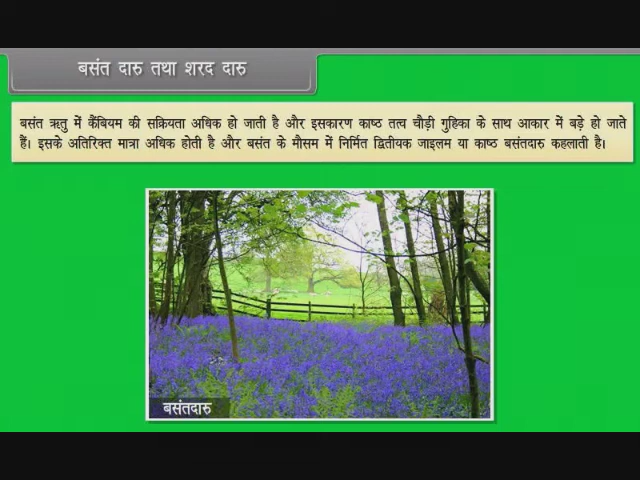 बसंत दारु तथा शरद दारु
बसंत ऋतु में कैंबियम की सक्रियता अधिक हो जाती है और इसकारण काष्ठ तत्व चौड़ी गुहिका के साथ आकार में बड़े हो जाते
हैं। इसके अतिरिक्त मात्रा अधिक होती है और बसंत के मौसम में निर्मित द्वितीयक जाइलम या काष्ठ बसंतदारु कहलाती है।
बसंतदारु